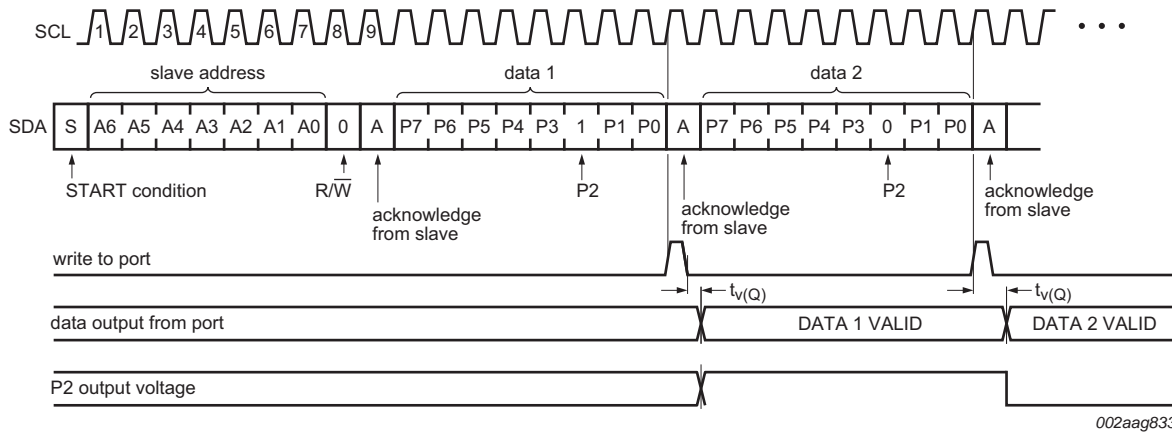 SCL 1 2 3 4 5 6 7 8 9
slave address data 1 data 2
SDA S A6 A5 A4 A3 A2 A1 A0 0 A P7 P6 P5 P4 P3 1 P1 P0 A P7 P6 P5 P4 P3 0 P1 P0 A
START condition R/W̅ P2 P2
acknowledge from slave
acknowledge from slave
acknowledge from slave
write to port
tv(Q) tv(Q)
data output from port DATA 1 VALID DATA 2 VALID
P2 output voltage
002aag833